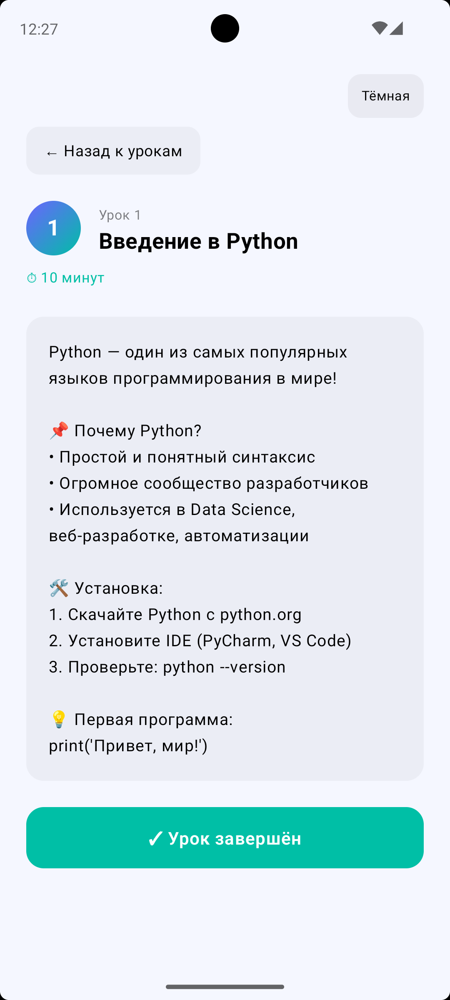 12:27
Тёмная
← Назад к урокам
1
Урок 1
Введение в Python
⏱ 10 минут
Python — один из самых популярных
языков программирования в мире!
📌 Почему Python?
• Простой и понятный синтаксис
• Огромное сообщество разработчиков
• Используется в Data Science,
веб-разработке, автоматизации
🛠️ Установка:
1. Скачайте Python с python.org
2. Установите IDE (PyCharm, VS Code)
3. Проверьте: python --version
💡 Первая программа:
print('Привет, мир!')
✓ Урок завершён